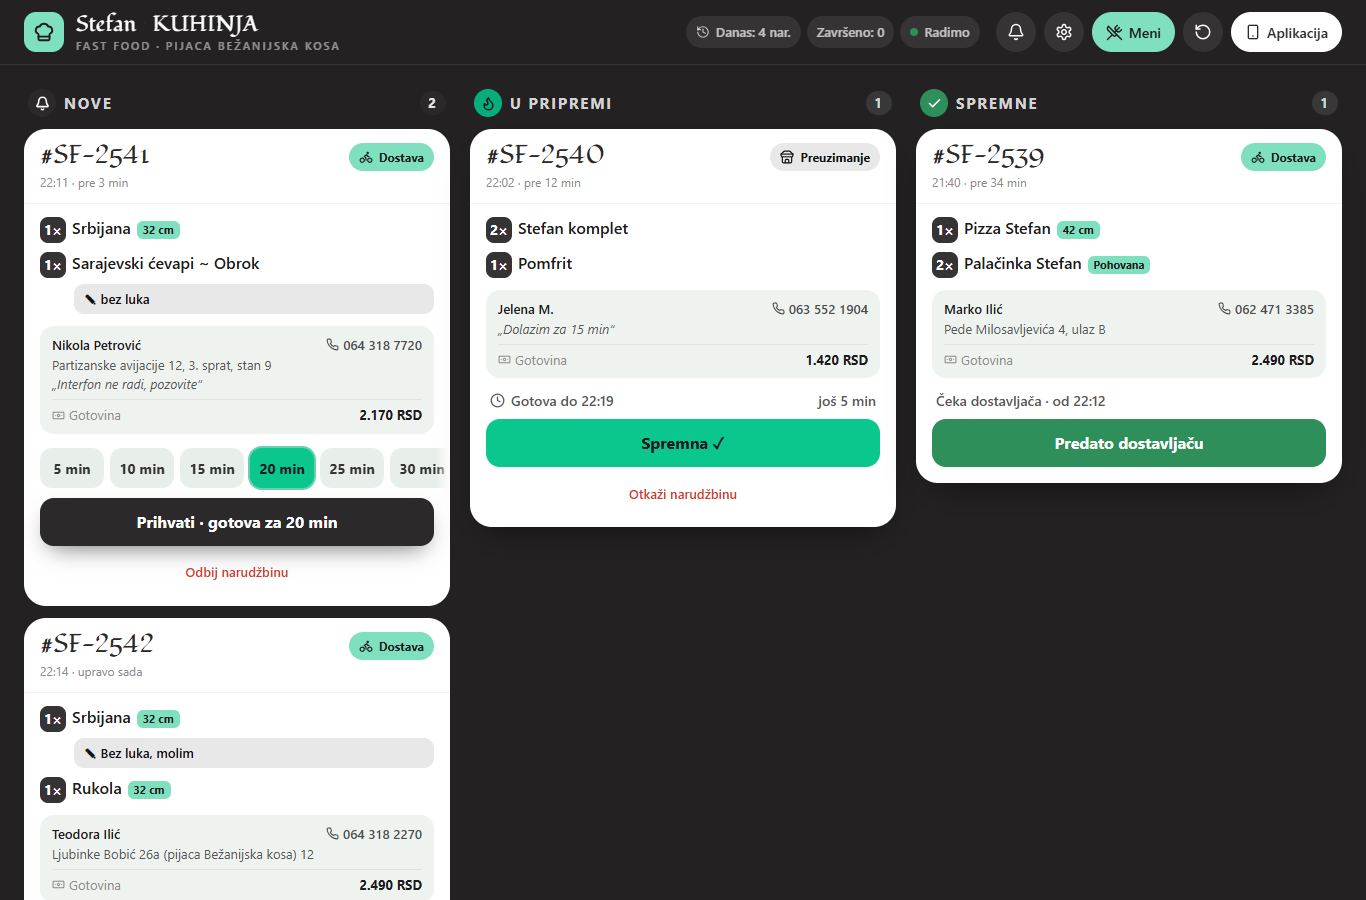 Stefan KUHINJA
FAST FOOD · PIJACA BEŽANIJSKA KOSA
Danas: 4 nar.
Završeno: 0
Radimo
Meni
Aplikacija
NOVE
2
#SF-2541
Dostava
22:11 · pre 3 min
1× Srbijana 32 cm
1× Sarajevski ćevapi ~ Obrok
bez luka
Nikola Petrović
064 318 7720
Partizanske avijacije 12, 3. sprat, stan 9
„Interfon ne radi, pozovite“
Gotovina
2.170 RSD
5 min
10 min
15 min
20 min
25 min
30 min
Prihvati · gotova za 20 min
Odbij narudžbinu
#SF-2542
Dostava
22:14 · upravo sada
1× Srbijana 32 cm
Bez luka, molim
1× Rukola 32 cm
Teodora Ilić
064 318 2270
Ljubinke Bobić 26a (pijaca Bežanijska kosa) 12
Gotovina
2.490 RSD
U PRIPREMI
1
#SF-2540
Preuzimanje
22:02 · pre 12 min
2× Stefan komplet
1× Pomfrit
Jelena M.
063 552 1904
„Dolazim za 15 min“
Gotovina
1.420 RSD
Gotova do 22:19
još 5 min
Spremna ✓
Otkaži narudžbinu
SPREMNE
1
#SF-2539
Dostava
21:40 · pre 34 min
1× Pizza Stefan 42 cm
2× Palačinka Stefan Pohovana
Marko Ilić
062 471 3385
Pede Milosavljevića 4, ulaz B
Gotovina
2.490 RSD
Čeka dostavljača · od 22:12
Predato dostavljaču